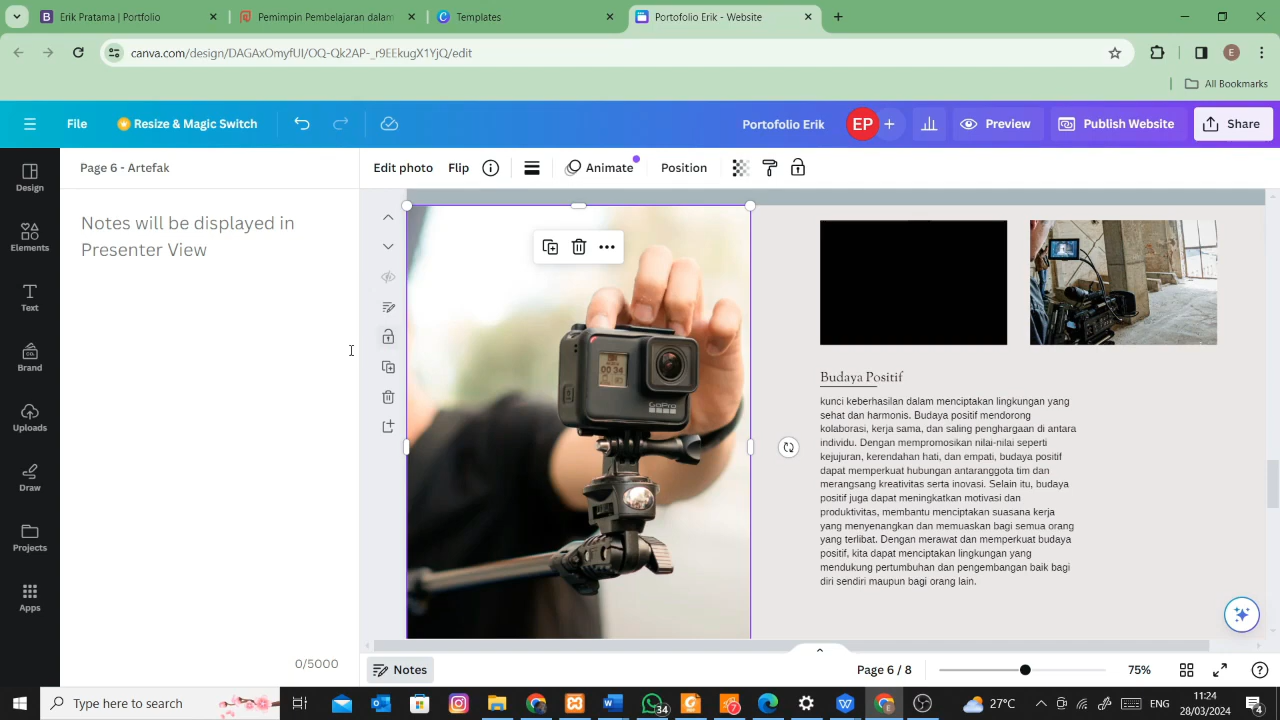 Erik Pratama | Portfolio
Pemimpin Pembelajaran dalam
Templates
Portofolio Erik - Website
canva.com/design/DAGAxOmyfUI/OQ-Qk2AP-_r9EEkugX1YjQ/edit
E
All Bookmarks
File
Resize & Magic Switch
Portofolio Erik
EP
Preview
Publish Website
Share
Design
Elements
Text
Brand
Uploads
Draw
Projects
Apps
Page 6 - Artefak
Notes will be displayed in
Presenter View
0/5000
Edit photo
Flip
Animate
Position
GoPro
Budaya Positif
kunci keberhasilan dalam menciptakan lingkungan yang
sehat dan harmonis. Budaya positif mendorong
kolaborasi, kerja sama, dan saling penghargaan di antara
individu. Dengan mempromosikan nilai-nilai seperti
kejujuran, kerendahan hati, dan empati, budaya positif
dapat memperkuat hubungan antaranggota tim dan
merangsang kreativitas serta inovasi. Selain itu, budaya
positif juga dapat meningkatkan motivasi dan
produktivitas, membantu menciptakan suasana kerja
yang menyenangkan dan memuaskan bagi semua orang
yang terlibat. Dengan merawat dan memperkuat budaya
positif, kita dapat menciptakan lingkungan yang
mendukung pertumbuhan dan pengembangan baik bagi
diri sendiri maupun bagi orang lain.
Notes
Page 6 / 8
75%
Type here to search
34
7
27°C
ENG
11:24
28/03/2024
4